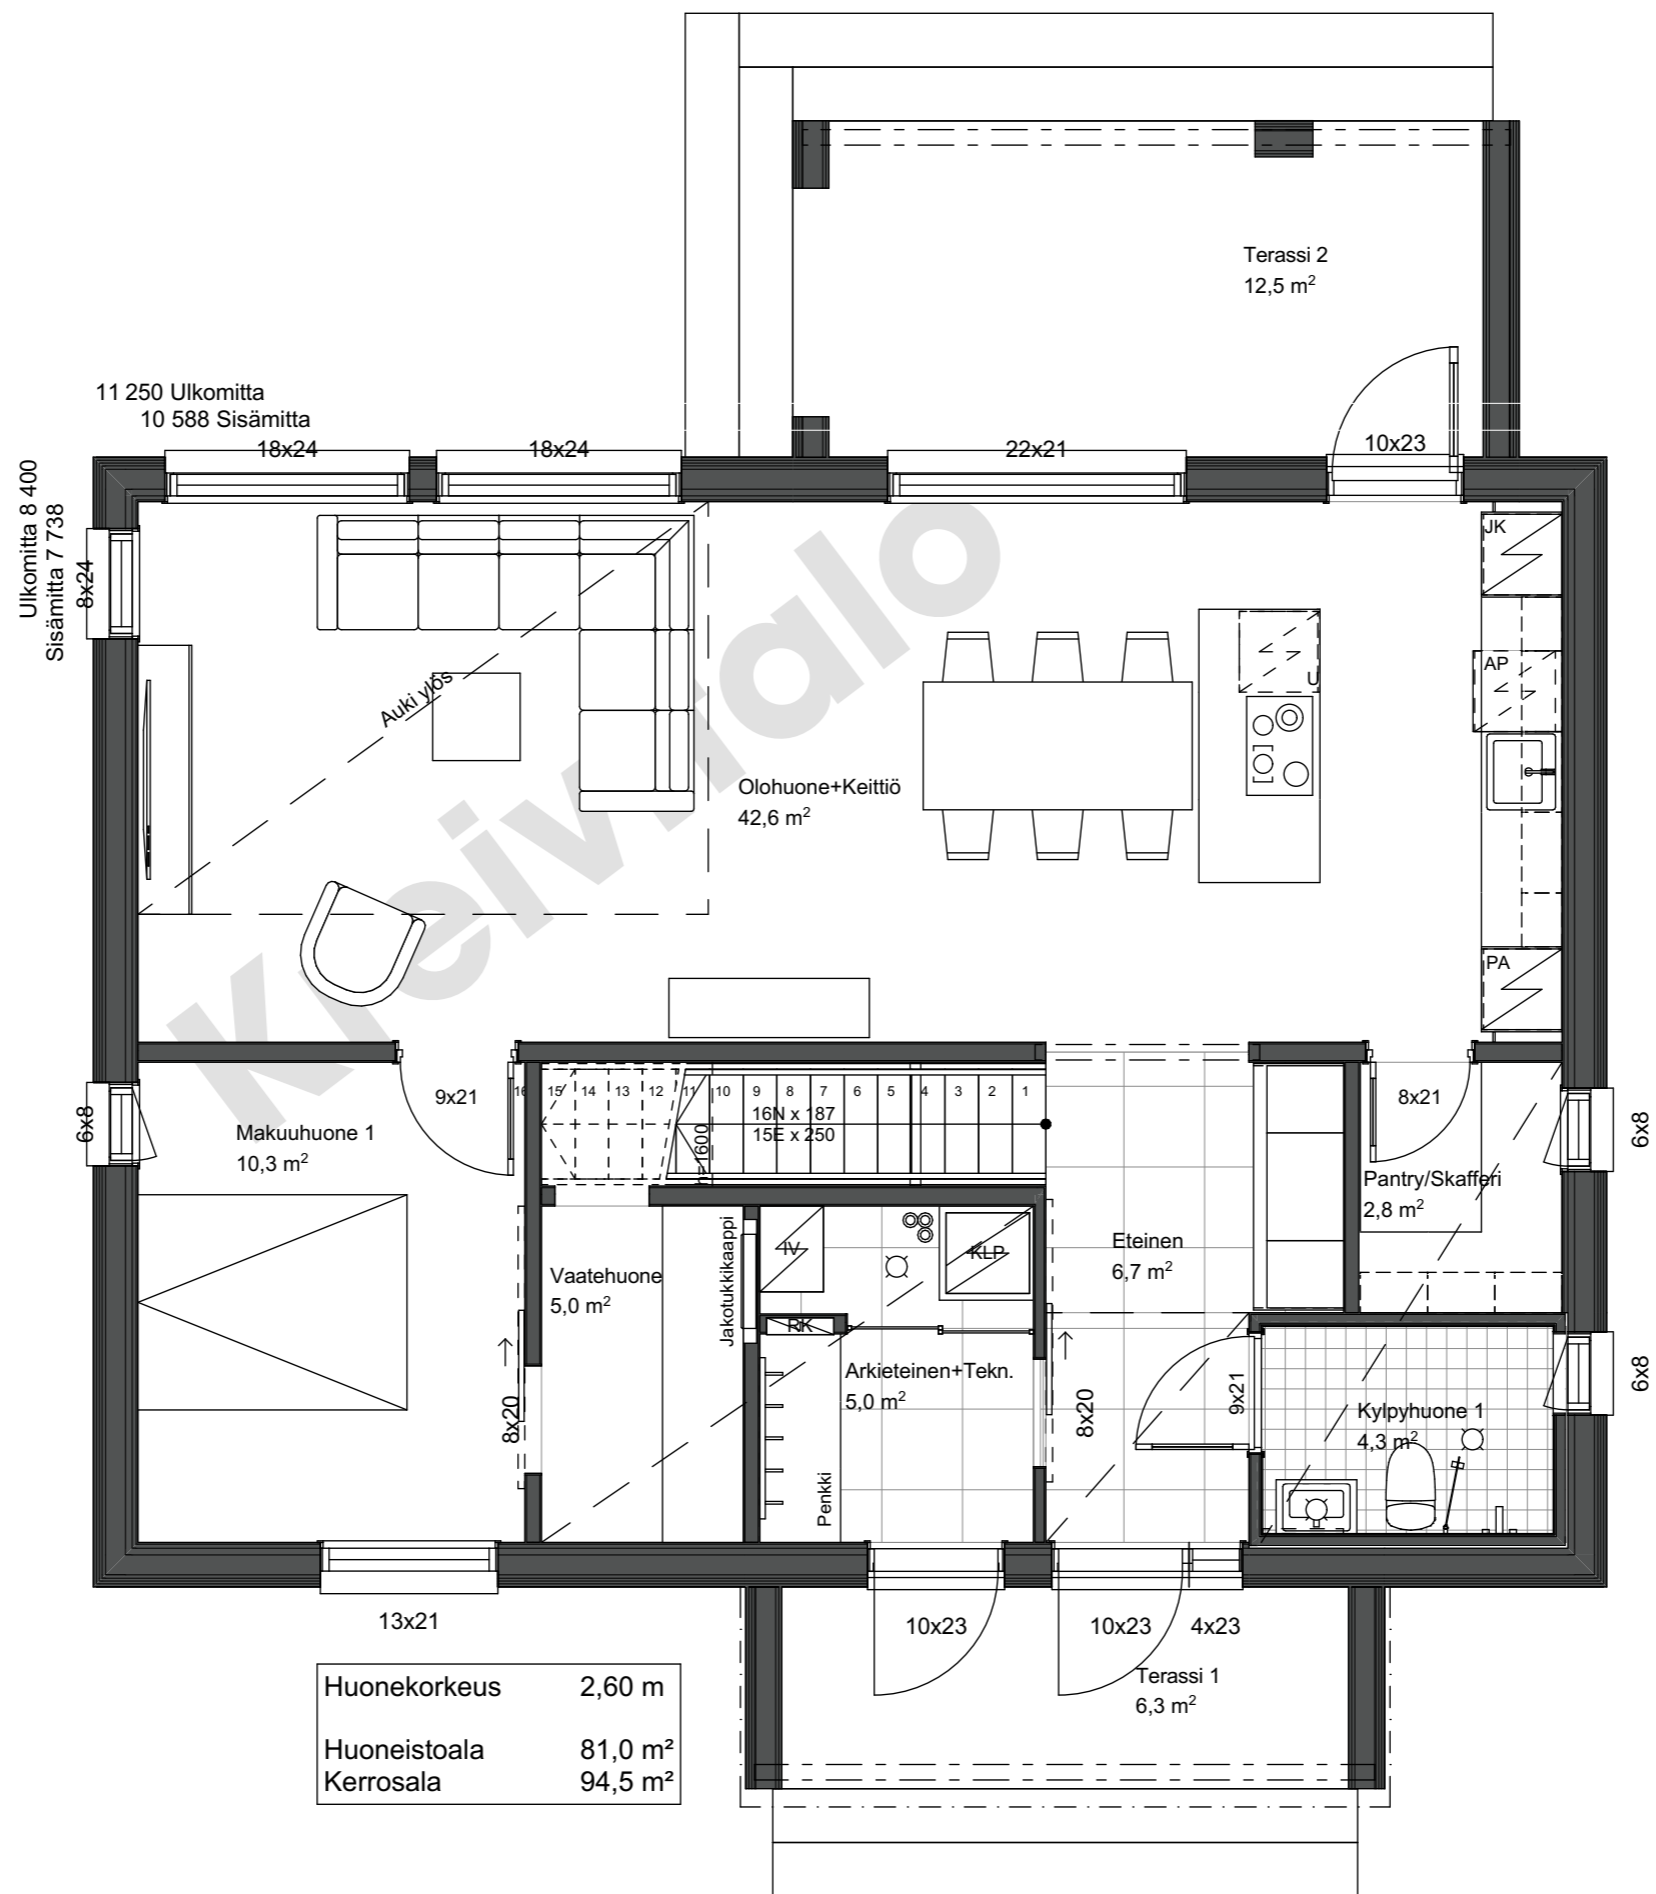 Terassi 2
12,5 m²
11 250 Ulkomitta
10 588 Sisämitta
18x24
18x24
22x21
10x23
Ulkomitta 8 400
Sisämitta 7 738
8x24
JK
AP
U
Auki ylös
Olohuone+Keittiö
42,6 m²
PA
6x8
Makuuhuone 1
10,3 m²
9x21
16 15 14 13 12 11 10 9 8 7 6 5 4 3 2 1
16N x 187
15E x 250
h=1600
8x21
6x8
Pantry/Skafferi
2,8 m²
Eteinen
6,7 m²
Vaatehuone
5,0 m²
Jakotukkikaappi
IV
KLP
RK
Arkieteinen+Tekn.
5,0 m²
Penkki
8x20
8x20
9x21
Kylpyhuone 1
4,3 m²
6x8
13x21
10x23
10x23
4x23
Terassi 1
6,3 m²
Huonekorkeus 2,60 m
Huoneistoala 81,0 m²
Kerrosala 94,5 m²